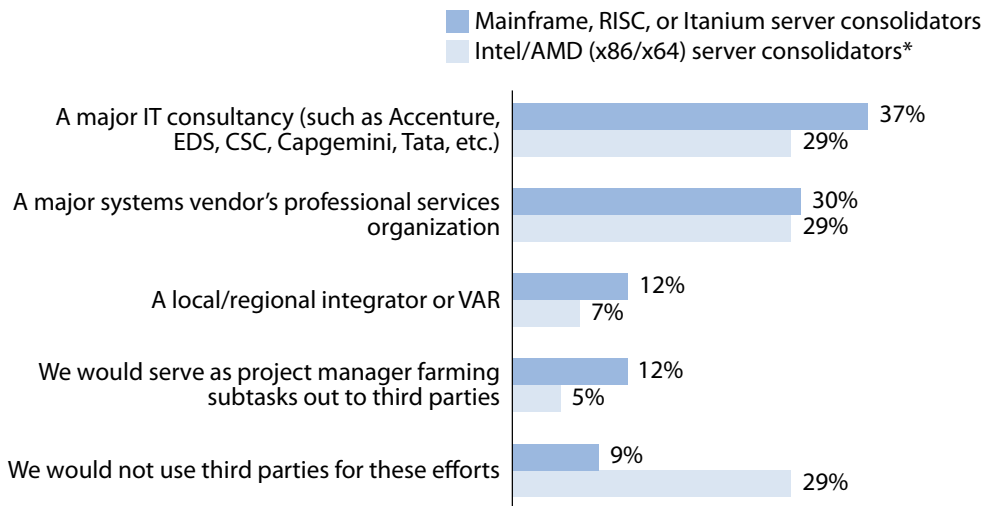 Mainframe, RISC, or Itanium server consolidators
Intel/AMD (x86/x64) server consolidators*
A major IT consultancy (such as Accenture,
EDS, CSC, Capgemini, Tata, etc.)
37%
29%
A major systems vendor’s professional services
organization
30%
29%
A local/regional integrator or VAR
12%
7%
We would serve as project manager farming
subtasks out to third parties
12%
5%
We would not use third parties for these efforts
9%
29%